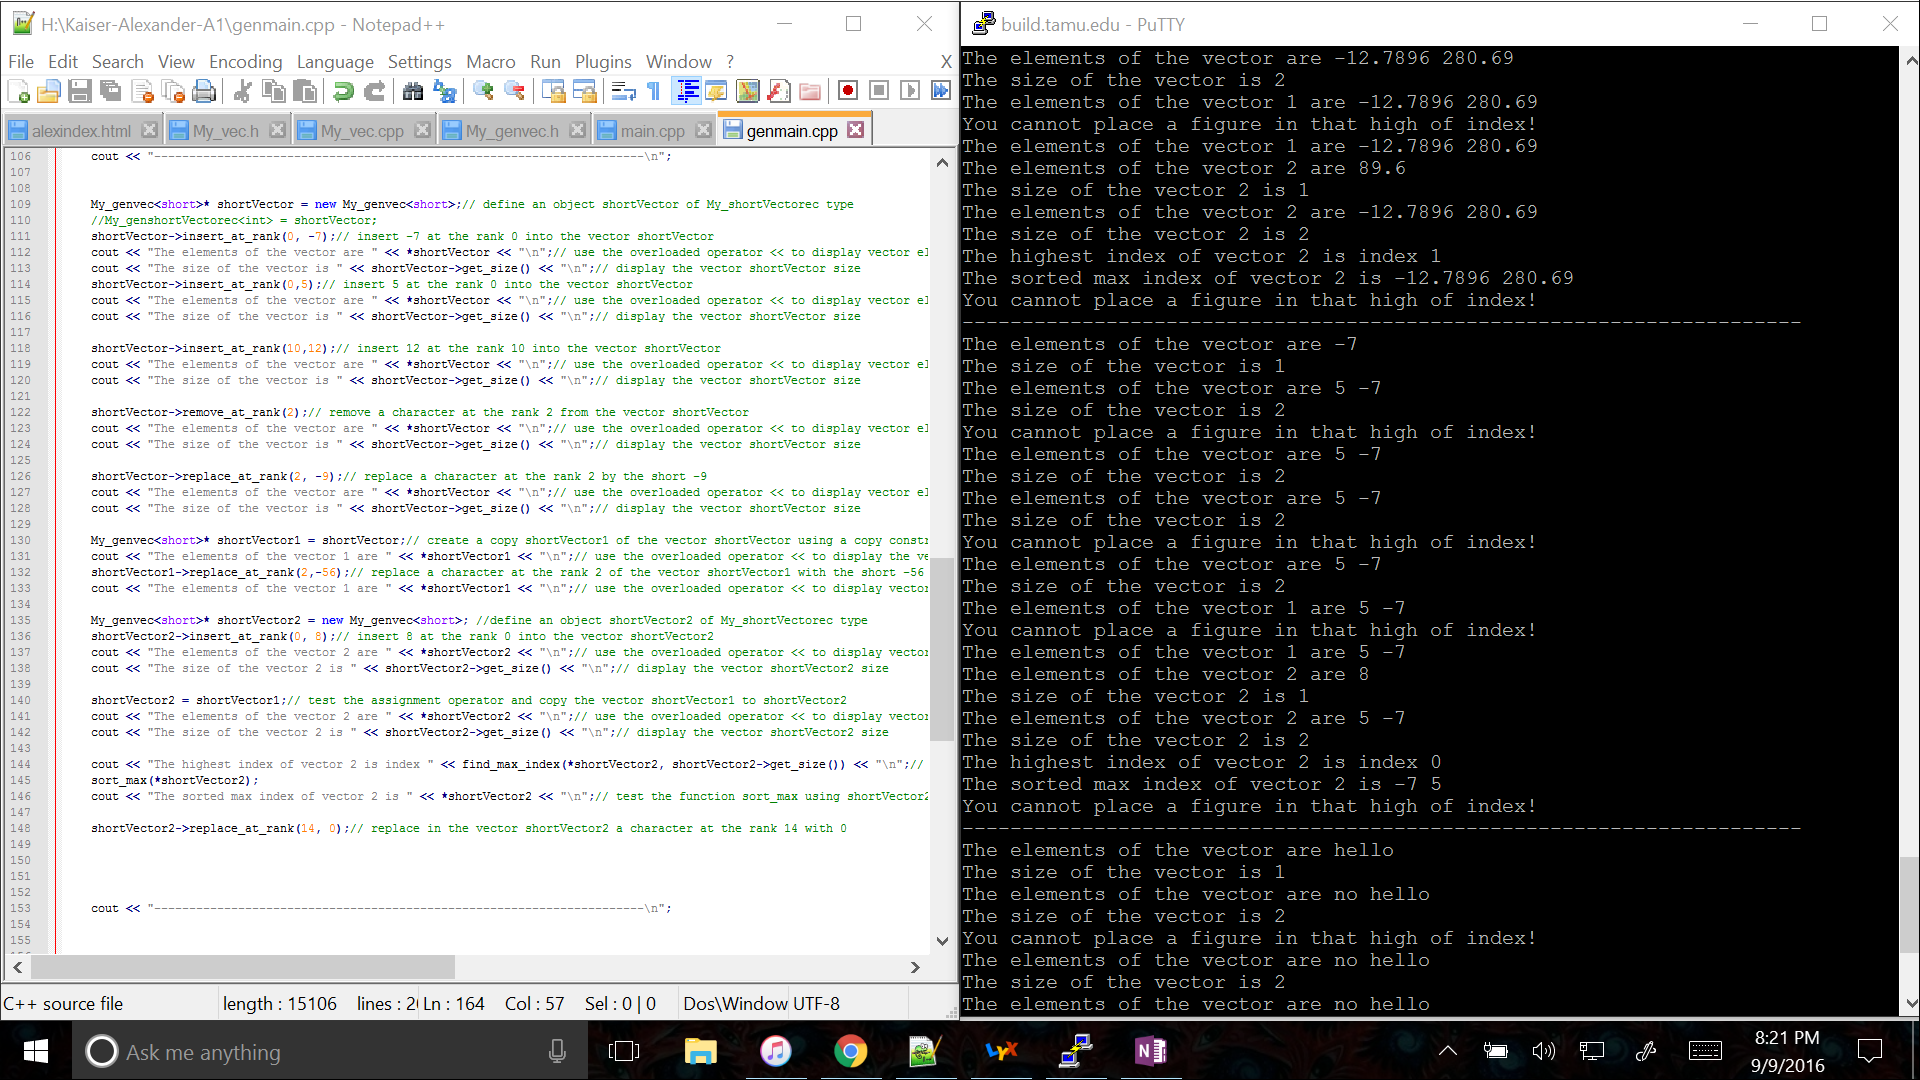 H:\Kaiser-Alexander-A1\genmain.cpp - Notepad++
File Edit Search View Encoding Language Settings Macro Run Plugins Window ? X
alexindex.html My_vec.h My_vec.cpp My_genvec.h main.cpp genmain.cpp
106 cout << "----------------------------------------------------------------------\n";
107
108
109 My_genvec<short>* shortVector = new My_genvec<short>;// define an object shortVector of My_shortVectorec type
110 //My_genshortVectorec<int> = shortVector;
111 shortVector->insert_at_rank(0, -7);// insert -7 at the rank 0 into the vector shortVector
112 cout << "The elements of the vector are " << *shortVector << "\n";// use the overloaded operator << to display vector el
113 cout << "The size of the vector is " << shortVector->get_size() << "\n";// display the vector shortVector size
114 shortVector->insert_at_rank(0,5);// insert 5 at the rank 0 into the vector shortVector
115 cout << "The elements of the vector are " << *shortVector << "\n";// use the overloaded operator << to display vector el
116 cout << "The size of the vector is " << shortVector->get_size() << "\n";// display the vector shortVector size
117
118 shortVector->insert_at_rank(10,12);// insert 12 at the rank 10 into the vector shortVector
119 cout << "The elements of the vector are " << *shortVector << "\n";// use the overloaded operator << to display vector el
120 cout << "The size of the vector is " << shortVector->get_size() << "\n";// display the vector shortVector size
121
122 shortVector->remove_at_rank(2);// remove a character at the rank 2 from the vector shortVector
123 cout << "The elements of the vector are " << *shortVector << "\n";// use the overloaded operator << to display vector el
124 cout << "The size of the vector is " << shortVector->get_size() << "\n";// display the vector shortVector size
125
126 shortVector->replace_at_rank(2, -9);// replace a character at the rank 2 by the short -9
127 cout << "The elements of the vector are " << *shortVector << "\n";// use the overloaded operator << to display vector el
128 cout << "The size of the vector is " << shortVector->get_size() << "\n";// display the vector shortVector size
129
130 My_genvec<short>* shortVector1 = shortVector;// create a copy shortVector1 of the vector shortVector using a copy constr
131 cout << "The elements of the vector 1 are " << *shortVector1 << "\n";// use the overloaded operator << to display the ve
132 shortVector1->replace_at_rank(2,-56);// replace a character at the rank 2 of the vector shortVector1 with the short -56
133 cout << "The elements of the vector 1 are " << *shortVector1 << "\n";// use the overloaded operator << to display vector
134
135 My_genvec<short>* shortVector2 = new My_genvec<short>; //define an object shortVector2 of My_shortVectorec type
136 shortVector2->insert_at_rank(0, 8);// insert 8 at the rank 0 into the vector shortVector2
137 cout << "The elements of the vector 2 are " << *shortVector2 << "\n";// use the overloaded operator << to display vector
138 cout << "The size of the vector 2 is " << shortVector2->get_size() << "\n";// display the vector shortVector2 size
139
140 shortVector2 = shortVector1;// test the assignment operator and copy the vector shortVector1 to shortVector2
141 cout << "The elements of the vector 2 are " << *shortVector2 << "\n";// use the overloaded operator << to display vector
142 cout << "The size of the vector 2 is " << shortVector2->get_size() << "\n";// display the vector shortVector2 size
143
144 cout << "The highest index of vector 2 is index " << find_max_index(*shortVector2, shortVector2->get_size()) << "\n";//
145 sort_max(*shortVector2);
146 cout << "The sorted max index of vector 2 is " << *shortVector2 << "\n";// test the function sort_max using shortVector2
147
148 shortVector2->replace_at_rank(14, 0);// replace in the vector shortVector2 a character at the rank 14 with 0
149
150
151
152
153 cout << "----------------------------------------------------------------------\n";
154
155
C++ source file length : 15106 lines : 2 Ln : 164 Col : 57 Sel : 0 | 0 Dos\Window UTF-8
build.tamu.edu - PuTTY
The elements of the vector are -12.7896 280.69
The size of the vector is 2
The elements of the vector 1 are -12.7896 280.69
You cannot place a figure in that high of index!
The elements of the vector 1 are -12.7896 280.69
The elements of the vector 2 are 89.6
The size of the vector 2 is 1
The elements of the vector 2 are -12.7896 280.69
The size of the vector 2 is 2
The highest index of vector 2 is index 1
The sorted max index of vector 2 is -12.7896 280.69
You cannot place a figure in that high of index!
----------------------------------------------------------------------
The elements of the vector are -7
The size of the vector is 1
The elements of the vector are 5 -7
The size of the vector is 2
You cannot place a figure in that high of index!
The elements of the vector are 5 -7
The size of the vector is 2
The elements of the vector are 5 -7
The size of the vector is 2
You cannot place a figure in that high of index!
The elements of the vector are 5 -7
The size of the vector is 2
The elements of the vector 1 are 5 -7
You cannot place a figure in that high of index!
The elements of the vector 1 are 5 -7
The elements of the vector 2 are 8
The size of the vector 2 is 1
The elements of the vector 2 are 5 -7
The size of the vector 2 is 2
The highest index of vector 2 is index 0
The sorted max index of vector 2 is -7 5
You cannot place a figure in that high of index!
----------------------------------------------------------------------
The elements of the vector are hello
The size of the vector is 1
The elements of the vector are no hello
The size of the vector is 2
You cannot place a figure in that high of index!
The elements of the vector are no hello
The size of the vector is 2
The elements of the vector are no hello
Ask me anything
8:21 PM
9/9/2016